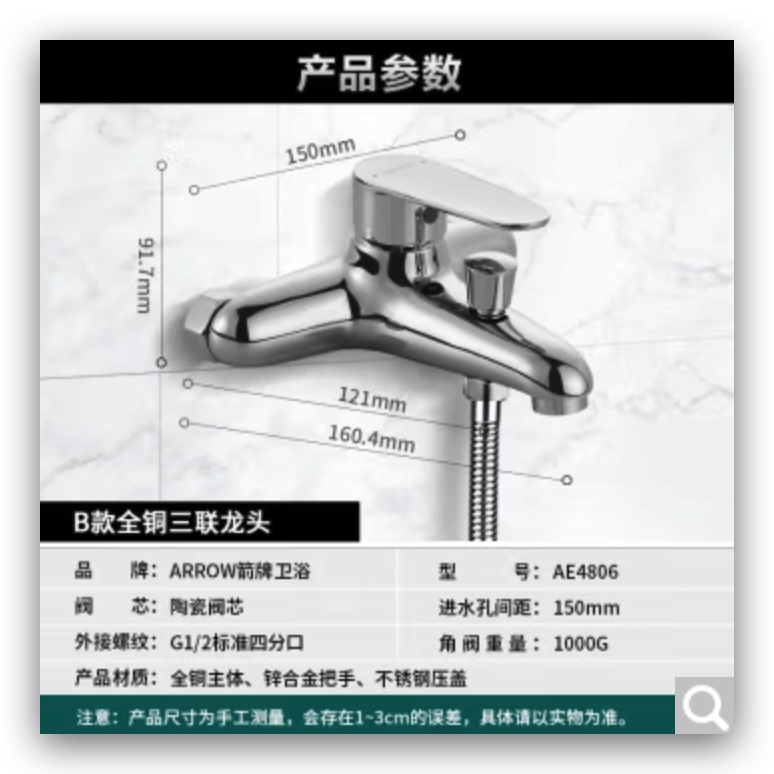 产品参数
150mm
91.7mm
121mm
160.4mm
B款全铜三联龙头
品 牌：ARROW箭牌卫浴
型 号：AE4806
阀 芯：陶瓷阀芯
进水孔间距：150mm
外接螺纹：G1/2标准四分口
角阀重量：1000G
产品材质：全铜主体、锌合金把手、不锈钢压盖
注意：产品尺寸为手工测量，会存在1~3cm的误差，具体请以实物为准。